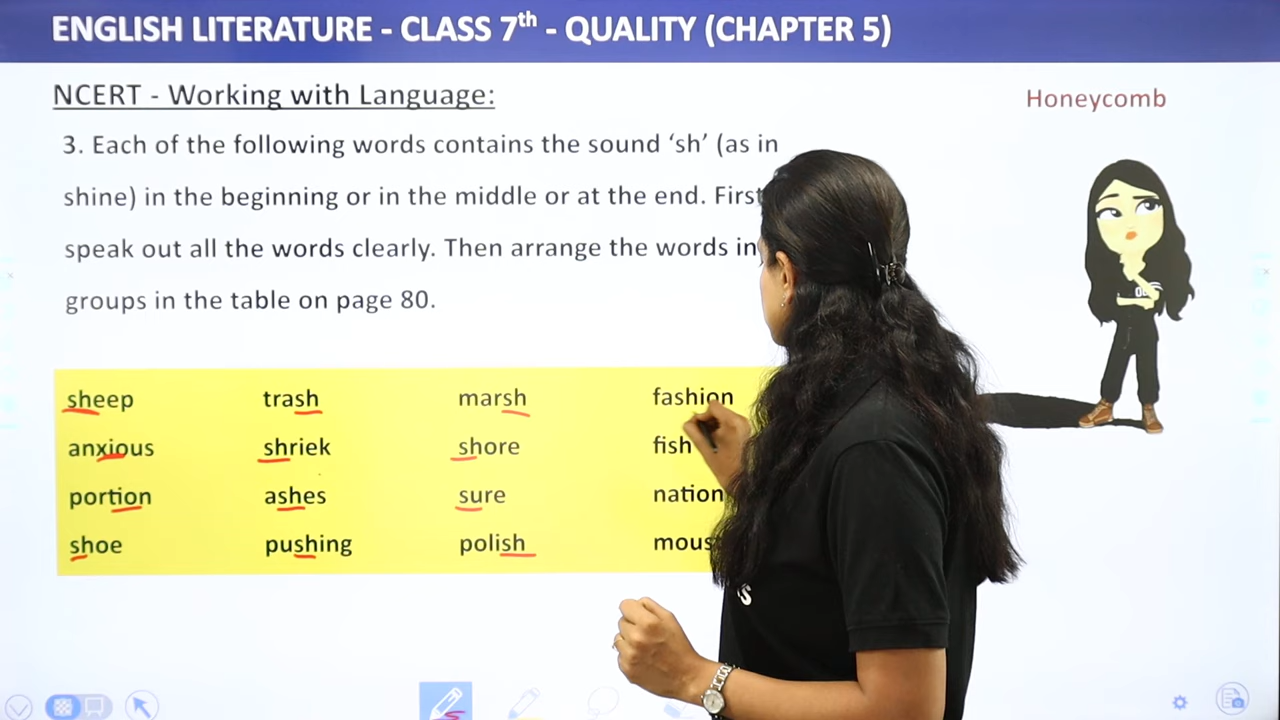 ENGLISH LITERATURE - CLASS 7th - QUALITY (CHAPTER 5)
NCERT - Working with Language:
Honeycomb
3. Each of the following words contains the sound ‘sh’ (as in
shine) in the beginning or in the middle or at the end. First
speak out all the words clearly. Then arrange the words in
groups in the table on page 80.
sheep trash marsh fashion
anxious shriek shore fish
portion ashes sure nation
shoe pushing polish